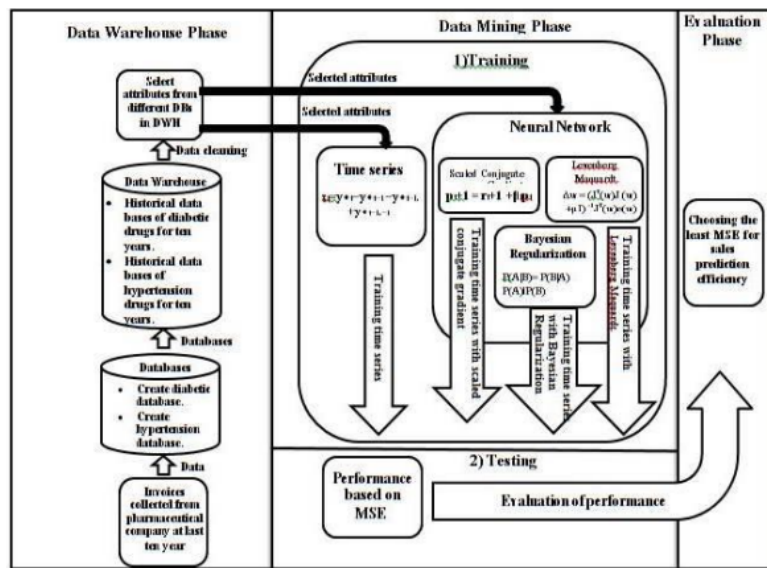 Data Warehouse Phase
Select
attributes from
different DBs
in DWH
Data cleaning
Data Warehouse
• Historical data
bases of diabetic
drugs for ten
years.
• Historical data
bases of
hypertension
drugs for ten
years.
Databases
Databases
• Create diabetic
database.
• Create
hypertension
database.
Data
Invoices
collected from
pharmaceutical
company at last
ten year
Data Mining Phase
1)Training
Selected attributes
Selected attributes
Time series
Neural Network
Scaled Conjugate
Levenberg
Maquardt.
Bayesian
Regularization
P(A|B)= P(B|A)
P(A)/P(B)
Training time series
Training time series with scaled
conjugate gradient
Training time series
with Bayesian
Regularization
Training time series with
Levenberg Maquardt.
2) Testing
Performance
based on
MSE
Evaluation of performance
Evaluation
Phase
Choosing the
least MSE for
sales
prediction
efficiency